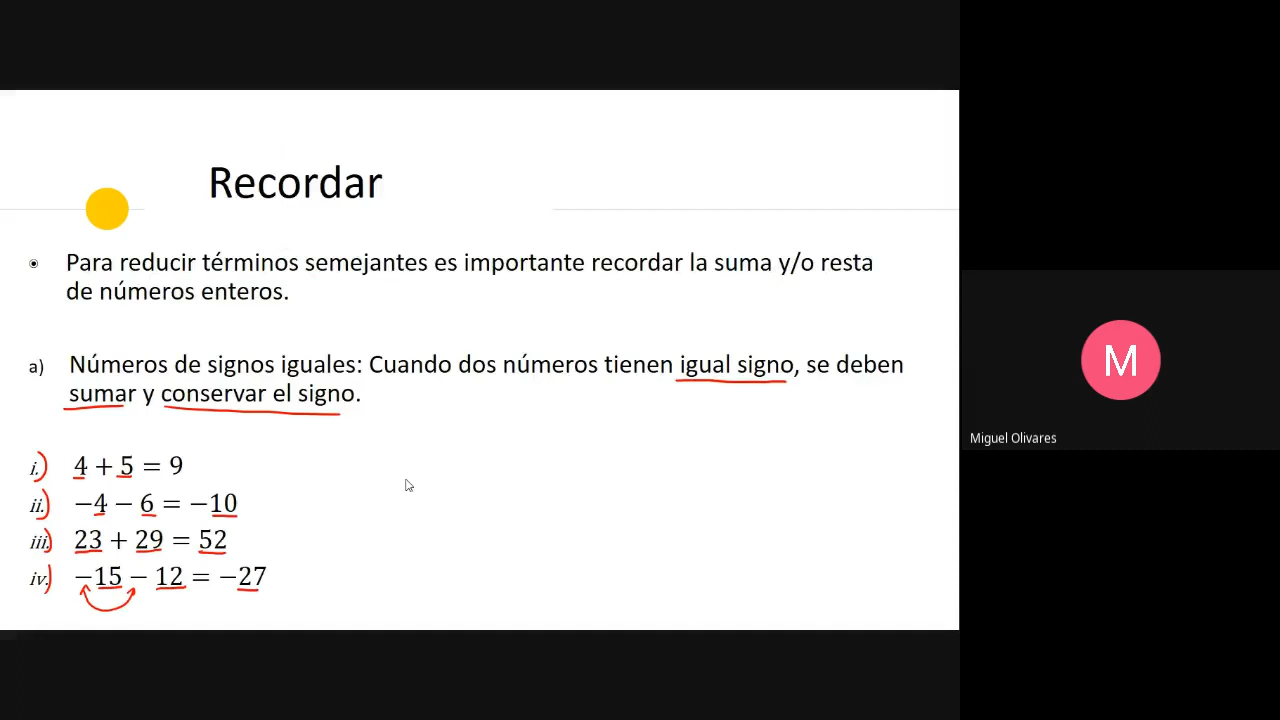 Recordar
Para reducir términos semejantes es importante recordar la suma y/o resta
de números enteros.
a) Números de signos iguales: Cuando dos números tienen igual signo, se deben
sumar y conservar el signo.
i.) 4 + 5 = 9
ii.) −4 − 6 = −10
iii.) 23 + 29 = 52
iv.) −15 − 12 = −27
M
Miguel Olivares